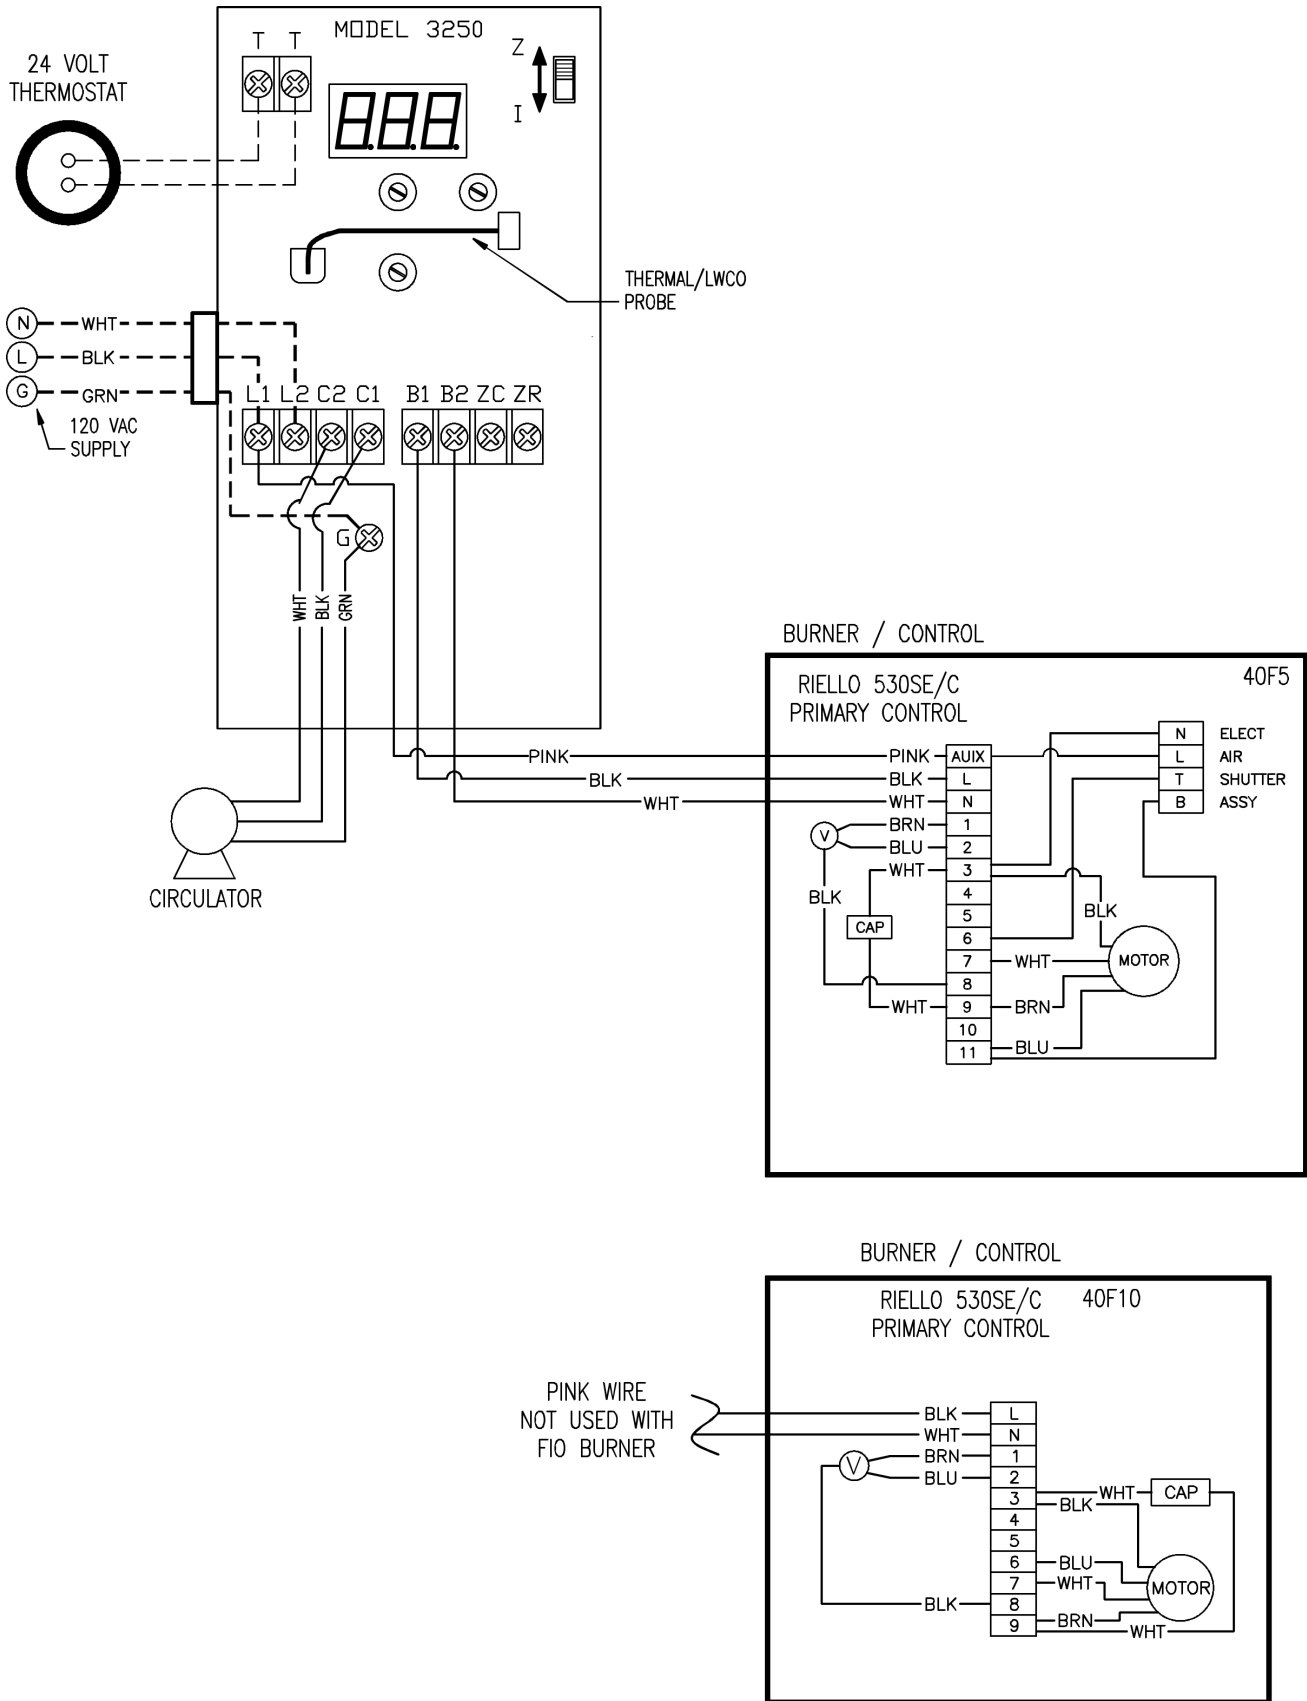 MODEL 3250
T T
Z
I
24 VOLT
THERMOSTAT
8.8.8.
THERMAL/LWCO
PROBE
N WHT
L BLK
G GRN
120 VAC
SUPPLY
L1 L2 C2 C1 B1 B2 ZC ZR
G
WHT BLK GRN
CIRCULATOR
PINK
BLK
WHT
BURNER / CONTROL
RIELLO 530SE/C
PRIMARY CONTROL
40F5
N ELECT
L AIR
T SHUTTER
B ASSY
PINK AUIX
BLK L
WHT N
BRN 1
BLU 2
WHT 3
4
5
6
7 WHT
8
WHT 9 BRN
10
11 BLU
V
BLK
CAP
BLK
MOTOR
BURNER / CONTROL
RIELLO 530SE/C 40F10
PRIMARY CONTROL
PINK WIRE
NOT USED WITH
F10 BURNER
BLK L
WHT N
BRN 1
BLU 2
V
3 WHT CAP
BLK
4
5
6 BLU
7 WHT
MOTOR
BLK 8
9 BRN
WHT